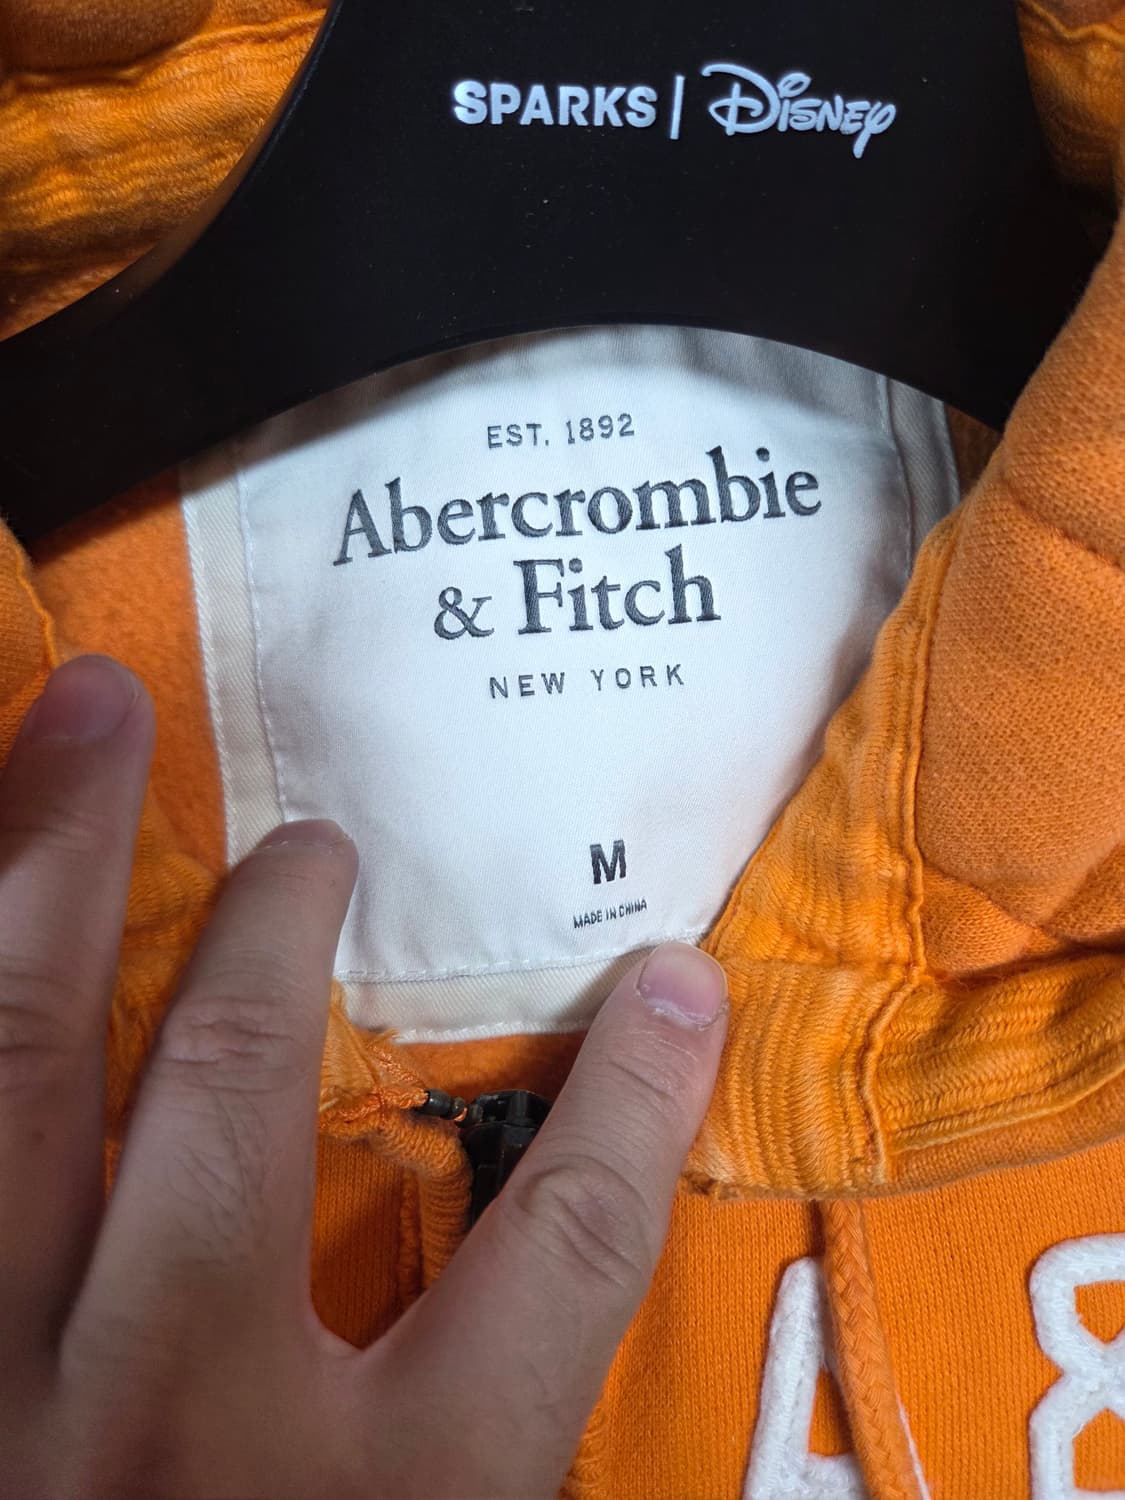 SPARKS | Disney
EST. 1892
Abercrombie
& Fitch
NEW YORK
M
MADE IN CHINA
A B